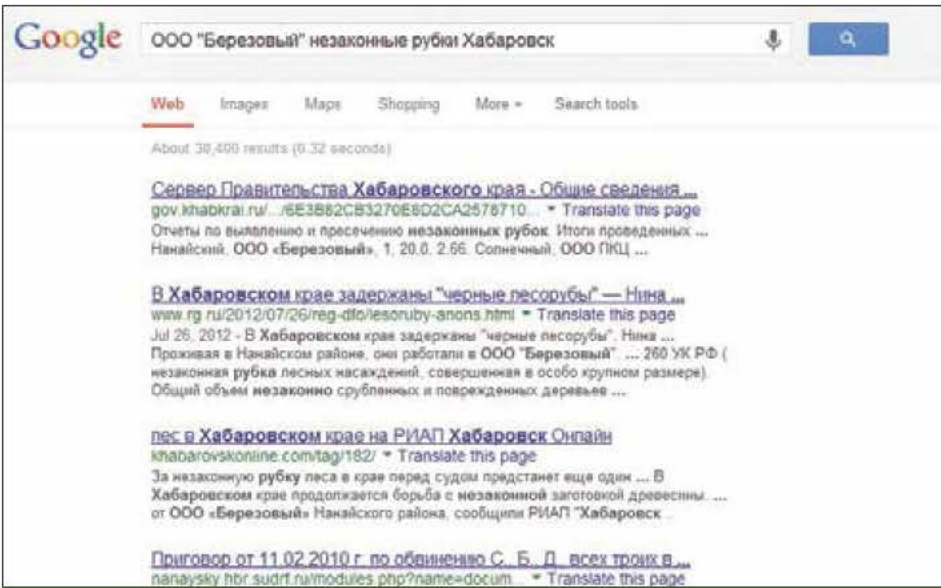 Google ООО "Березовый" незаконные рубки Хабаровск
Web Images Maps Shopping More Search tools
About 30,400 results (0.32 seconds)
Сервер Правительства Хабаровского края - Общие сведения ...
gov.khabkrai.ru/.../6E3B82CB3270E8D2CA2578710... Translate this page
Отчеты по выявлению и пресечению незаконных рубок. Итоги проведенных ...
Нанайский, ООО «Березовый», 1, 20,0, 2,66. Солнечный, ООО ПКЦ ...
В Хабаровском крае задержаны "черные лесорубы" — Нина ...
www.rg.ru/2012/07/26/reg-dfo/lesoruby-anons.html Translate this page
Jul 26, 2012 - В Хабаровском крае задержаны "черные лесорубы". Нина ...
Проживая в Нанайском районе, они работали в ООО "Березовый". ... 260 УК РФ (
незаконная рубка лесных насаждений, совершенная в особо крупном размере).
Общий объем незаконно срубленных и поврежденных деревьев ...
лес в Хабаровском крае на РИАП Хабаровск Онлайн
khabarovskonline.com/tag/182/ Translate this page
За незаконную рубку леса в крае перед судом предстанет еще один ... В
Хабаровском крае продолжается борьба с незаконной заготовкой древесины. ...
от ООО «Березовый» Нанайского района, сообщили РИАП "Хабаровск ...
Приговор от 11.02.2010 г. по обвинению С., Б., Д., всех троих в ...
nanaysky.hbr.sudrf.ru/modules.php?name=docum... Translate this page